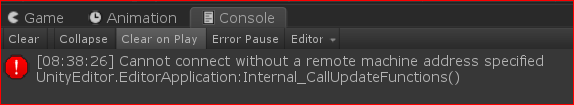 Game Animation Console
Clear Collapse Clear on Play Error Pause Editor
[08:38:26] Cannot connect without a remote machine address specified
UnityEditor.EditorApplication:Internal_CallUpdateFunctions()